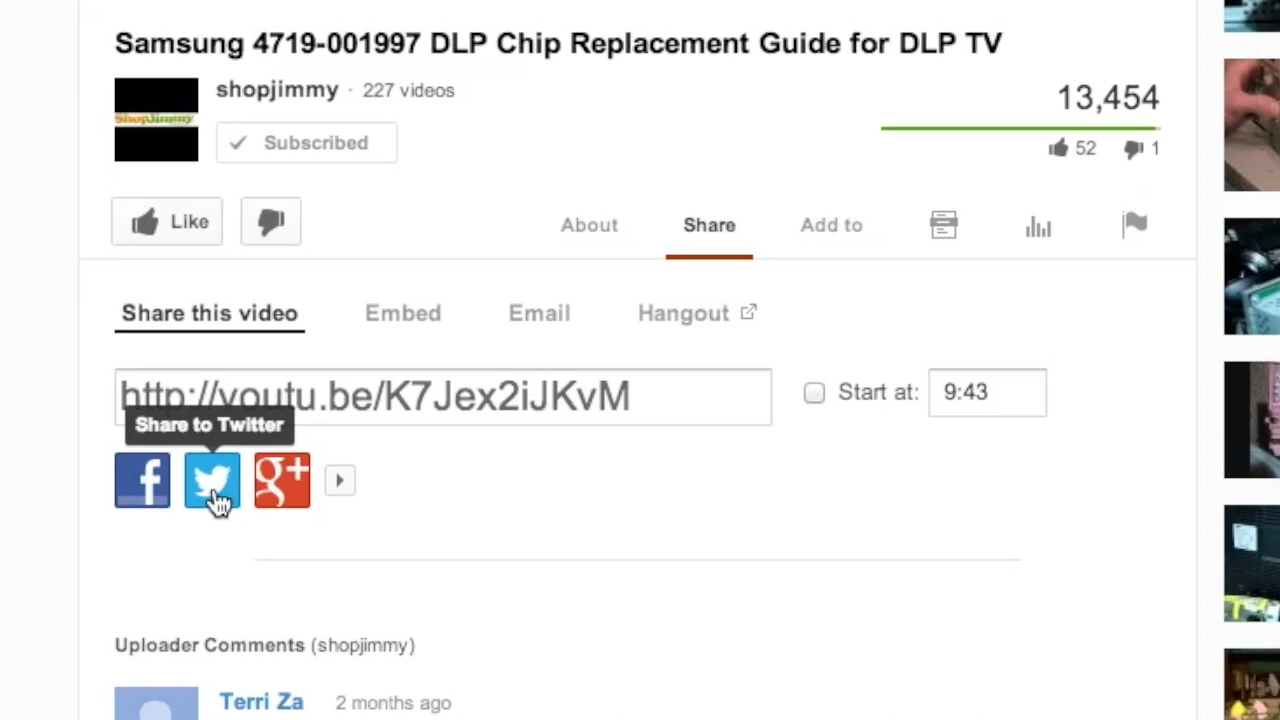 Samsung 4719-001997 DLP Chip Replacement Guide for DLP TV
shopjimmy · 227 videos
ShopJimmy
Subscribed
13,454
52 1
Like
About Share Add to
Share this video Embed Email Hangout
http://youtu.be/K7Jex2iJKvM
Start at: 9:43
Share to Twitter
f g+
Uploader Comments (shopjimmy)
Terri Za 2 months ago